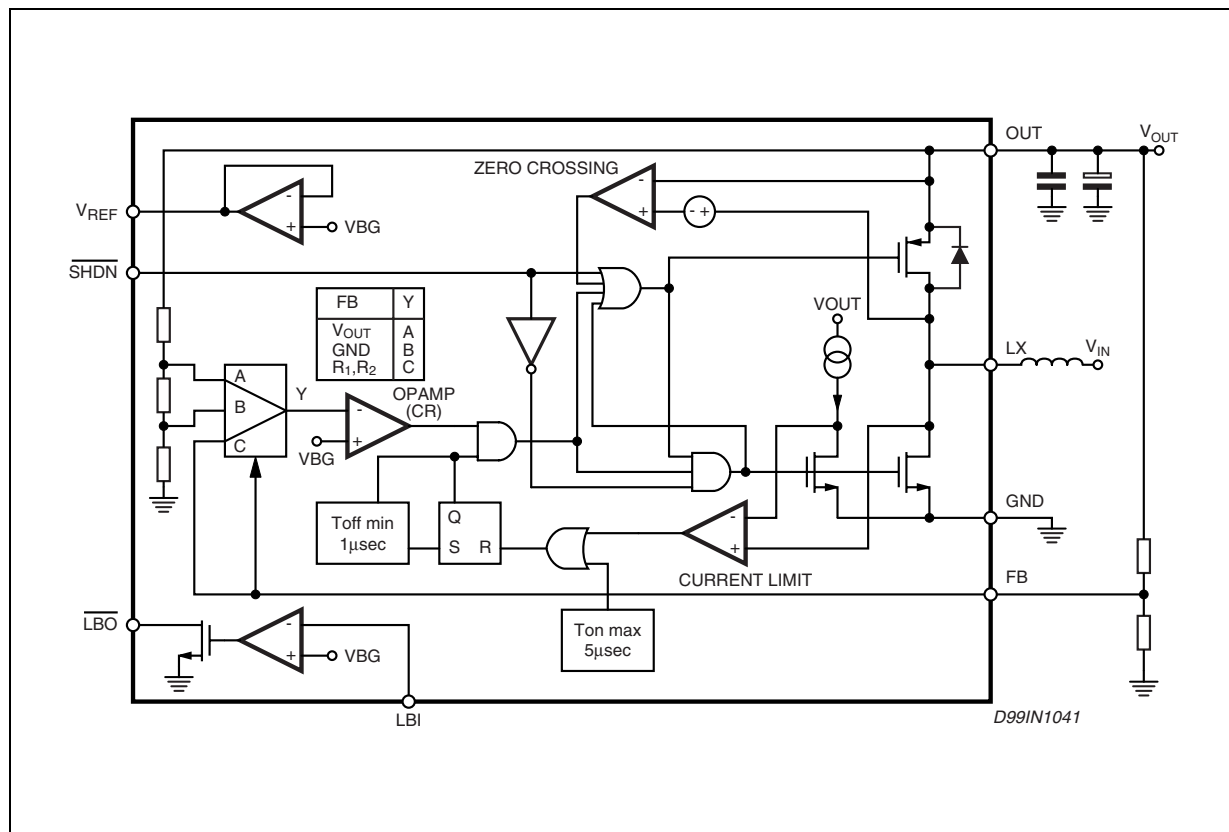 OUT
VOUT
ZERO CROSSING
-
+
- +
-
+
VREF
VBG
SHDN
FB Y
VOUT A
GND B
R1,R2 C
VOUT
LX
VIN
A
B
C
Y
OPAMP
(CR)
-
+
VBG
Toff min
1µsec
Q
S R
-
+
CURRENT LIMIT
GND
FB
Ton max
5µsec
LBO
-
+
VBG
LBI
D99IN1041